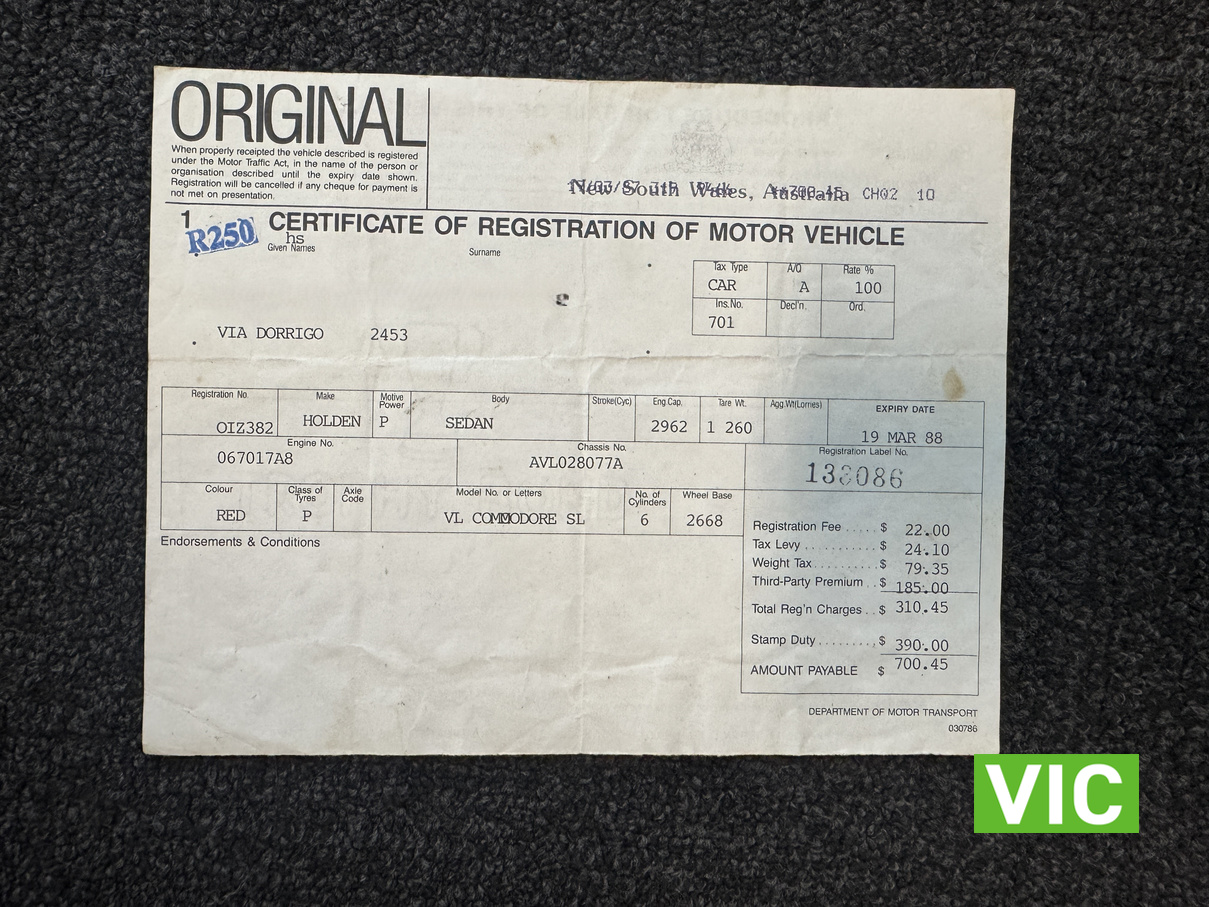 ORIGINAL
When properly receipted the vehicle described is registered
under the Motor Traffic Act, in the name of the person or
organisation described until the expiry date shown.
Registration will be cancelled if any cheque for payment is
not met on presentation.
New South Wales, Australia CH02 10
1
R250
CERTIFICATE OF REGISTRATION OF MOTOR VEHICLE
hs
Given Names Surname
Tax Type A/Q Rate %
CAR A 100
Ins. No. Decl'n. Ord.
701
VIA DORRIGO 2453
Registration No. Make Motive Power Body Stroke(Cyc) Eng.Cap. Tare Wt. Agg.Wt(Lorries) EXPIRY DATE
OIZ382 HOLDEN P SEDAN 2962 1 260 19 MAR 88
Engine No. Chassis No. Registration Label No.
067017A8 AVL028077A 133086
Colour Class of Tyres Axle Code Model No. or Letters No. of Cylinders Wheel Base
RED P VL COMMODORE SL 6 2668
Endorsements & Conditions
Registration Fee ..... $ 22.00
Tax Levy ........... $ 24.10
Weight Tax .......... $ 79.35
Third-Party Premium .. $ 185.00
Total Reg'n Charges .. $ 310.45
Stamp Duty ......... $ 390.00
AMOUNT PAYABLE $ 700.45
DEPARTMENT OF MOTOR TRANSPORT
030786
VIC